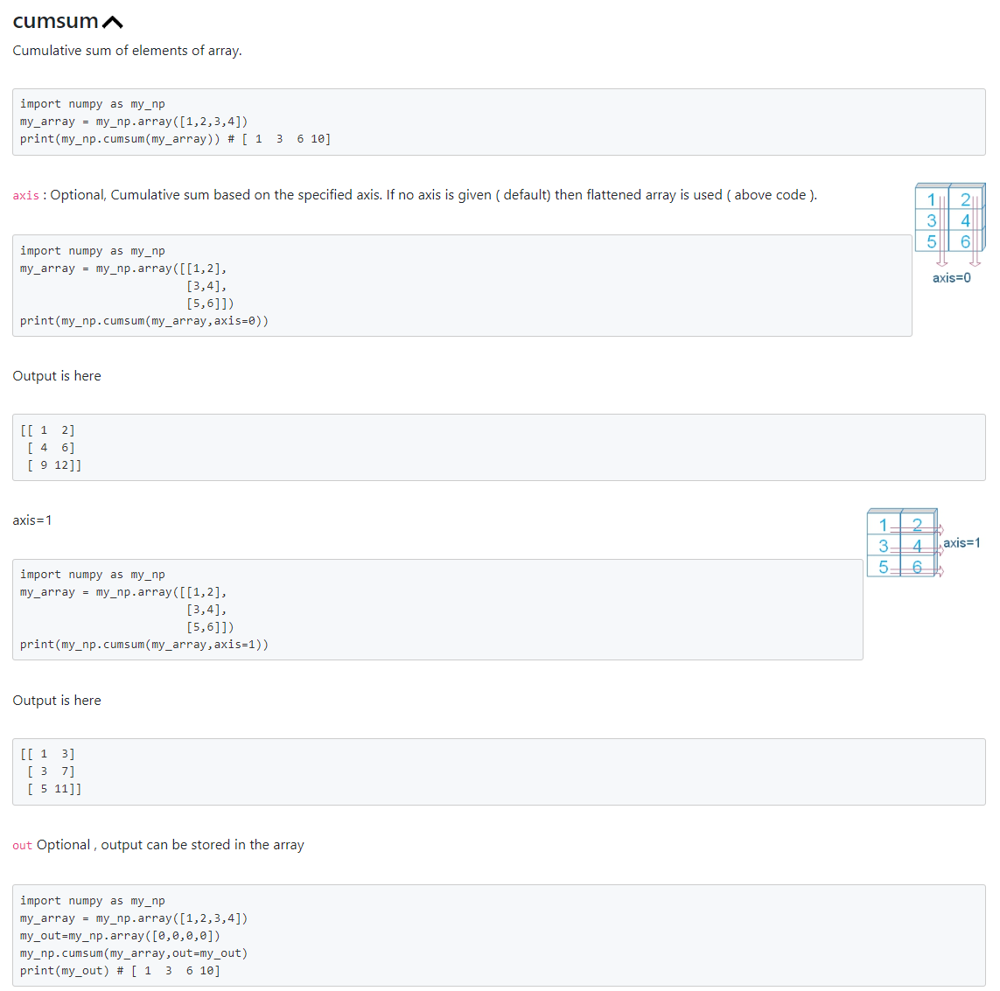 cumsum
Cumulative sum of elements of array.
import numpy as my_np
my_array = my_np.array([1,2,3,4])
print(my_np.cumsum(my_array)) # [ 1  3  6 10]
axis : Optional, Cumulative sum based on the specified axis. If no axis is given ( default) then flattened array is used ( above code ).
1 2
3 4
5 6
axis=0
import numpy as my_np
my_array = my_np.array([[1,2],
                        [3,4],
                        [5,6]])
print(my_np.cumsum(my_array,axis=0))
Output is here
[[ 1  2]
 [ 4  6]
 [ 9 12]]
axis=1
1 2
3 4
5 6
axis=1
import numpy as my_np
my_array = my_np.array([[1,2],
                        [3,4],
                        [5,6]])
print(my_np.cumsum(my_array,axis=1))
Output is here
[[ 1  3]
 [ 3  7]
 [ 5 11]]
out Optional , output can be stored in the array
import numpy as my_np
my_array = my_np.array([1,2,3,4])
my_out=my_np.array([0,0,0,0])
my_np.cumsum(my_array,out=my_out)
print(my_out) # [ 1  3  6 10]